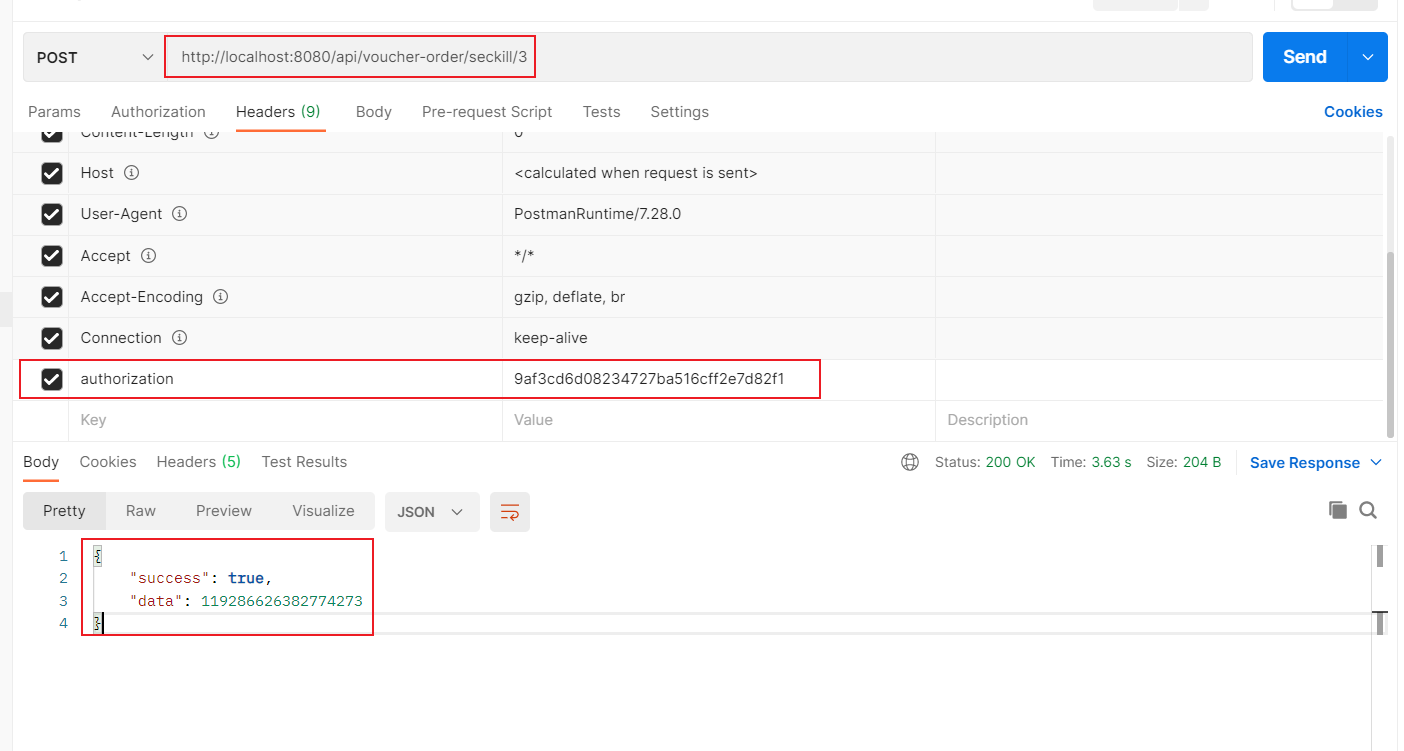 POST http://localhost:8080/api/voucher-order/seckill/3 Send
Params Authorization Headers (9) Body Pre-request Script Tests Settings Cookies
Content-Length 0
Host <calculated when request is sent>
User-Agent PostmanRuntime/7.28.0
Accept */*
Accept-Encoding gzip, deflate, br
Connection keep-alive
authorization 9af3cd6d08234727ba516cff2e7d82f1
Key Value Description
Body Cookies Headers (5) Test Results Status: 200 OK Time: 3.63 s Size: 204 B Save Response
Pretty Raw Preview Visualize JSON
1 {
2 "success": true,
3 "data": 119286626382774273
4 }